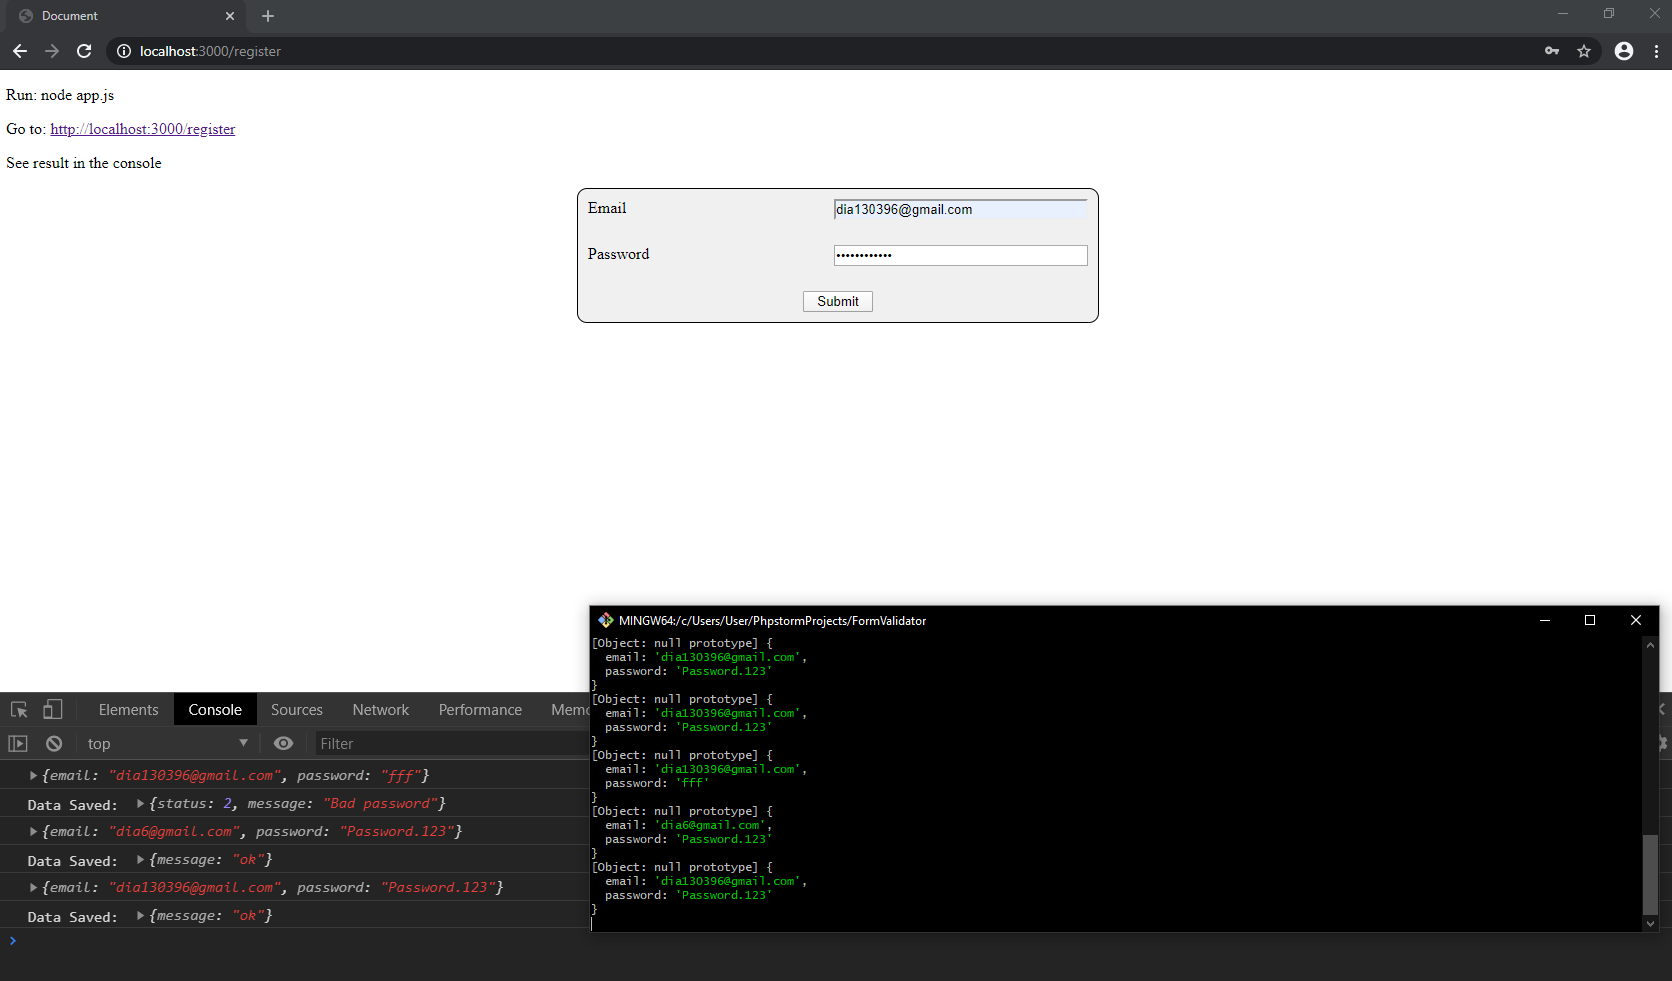 Document
localhost:3000/register
Run: node app.js
Go to: http://localhost:3000/register
See result in the console
Email
dia130396@gmail.com
Password
••••••••••••
Submit
MINGW64:/c/Users/User/PhpstormProjects/FormValidator
[Object: null prototype] {
  email: 'dia130396@gmail.com',
  password: 'Password.123'
}
[Object: null prototype] {
  email: 'dia130396@gmail.com',
  password: 'Password.123'
}
[Object: null prototype] {
  email: 'dia130396@gmail.com',
  password: 'fff'
}
[Object: null prototype] {
  email: 'dia6@gmail.com',
  password: 'Password.123'
}
[Object: null prototype] {
  email: 'dia130396@gmail.com',
  password: 'Password.123'
}
Elements Console Sources Network Performance Memo
top Filter
{email: "dia130396@gmail.com", password: "fff"}
Data Saved: {status: 2, message: "Bad password"}
{email: "dia6@gmail.com", password: "Password.123"}
Data Saved: {message: "ok"}
{email: "dia130396@gmail.com", password: "Password.123"}
Data Saved: {message: "ok"}